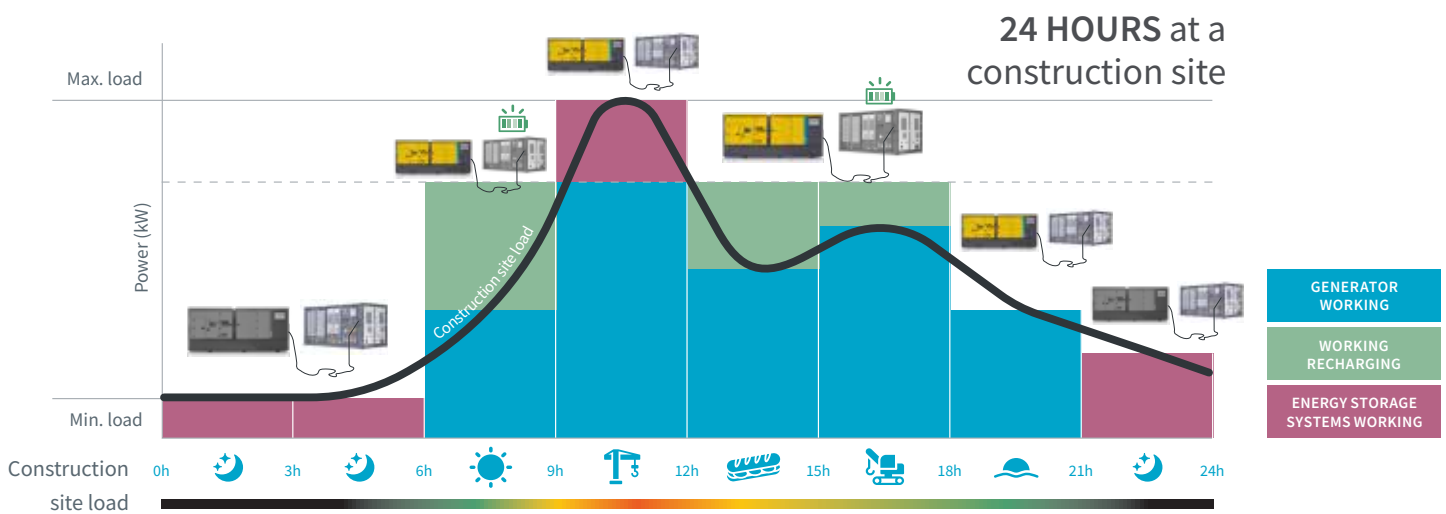 24 HOURS at a
construction site
Max. load
Power (kW)
Construction site load
Min. load
GENERATOR
WORKING
WORKING
RECHARGING
ENERGY STORAGE
SYSTEMS WORKING
Construction
site load
0h 3h 6h 9h 12h 15h 18h 21h 24h